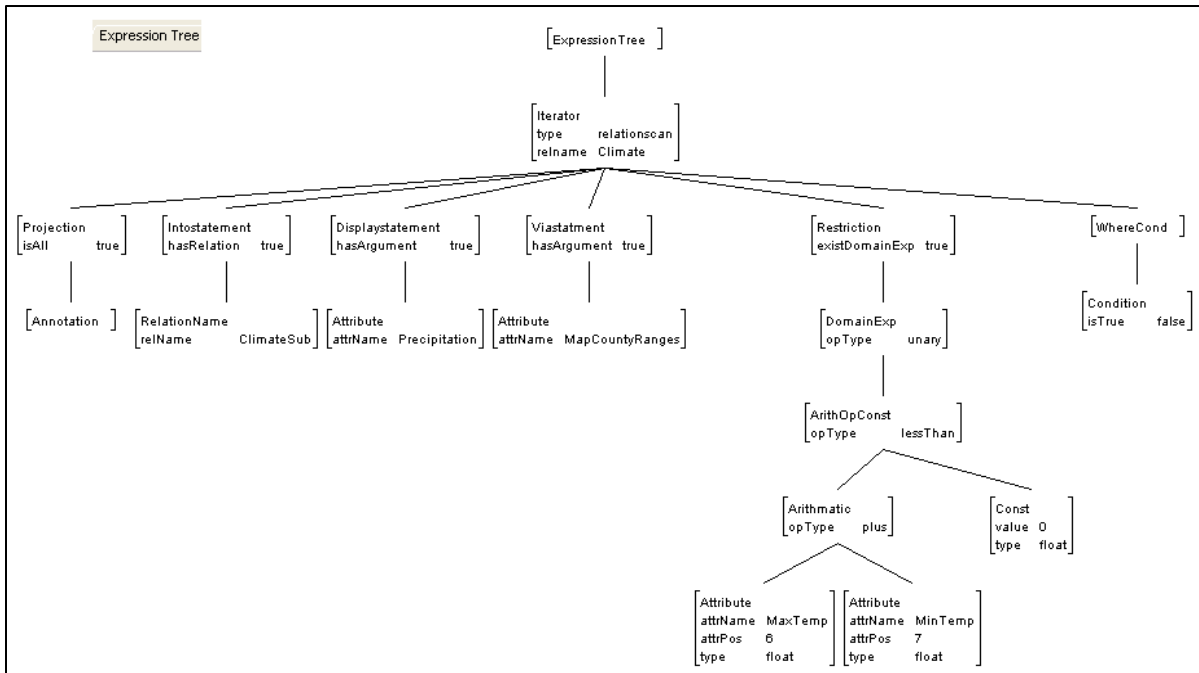 Expression Tree
ExpressionTree
Iterator
type relationscan
relname Climate
Projection
isAll true
Intostatement
hasRelation true
Displaystatement
hasArgument true
Viastatment
hasArgument true
Restriction
existDomainExp true
WhereCond
Annotation
RelationName
relName ClimateSub
Attribute
attrName Precipitation
Attribute
attrName MapCountyRanges
DomainExp
opType unary
Condition
isTrue false
ArithOpConst
opType lessThan
Arithmatic
opType plus
Const
value 0
type float
Attribute
attrName MaxTemp
attrPos 6
type float
Attribute
attrName MinTemp
attrPos 7
type float